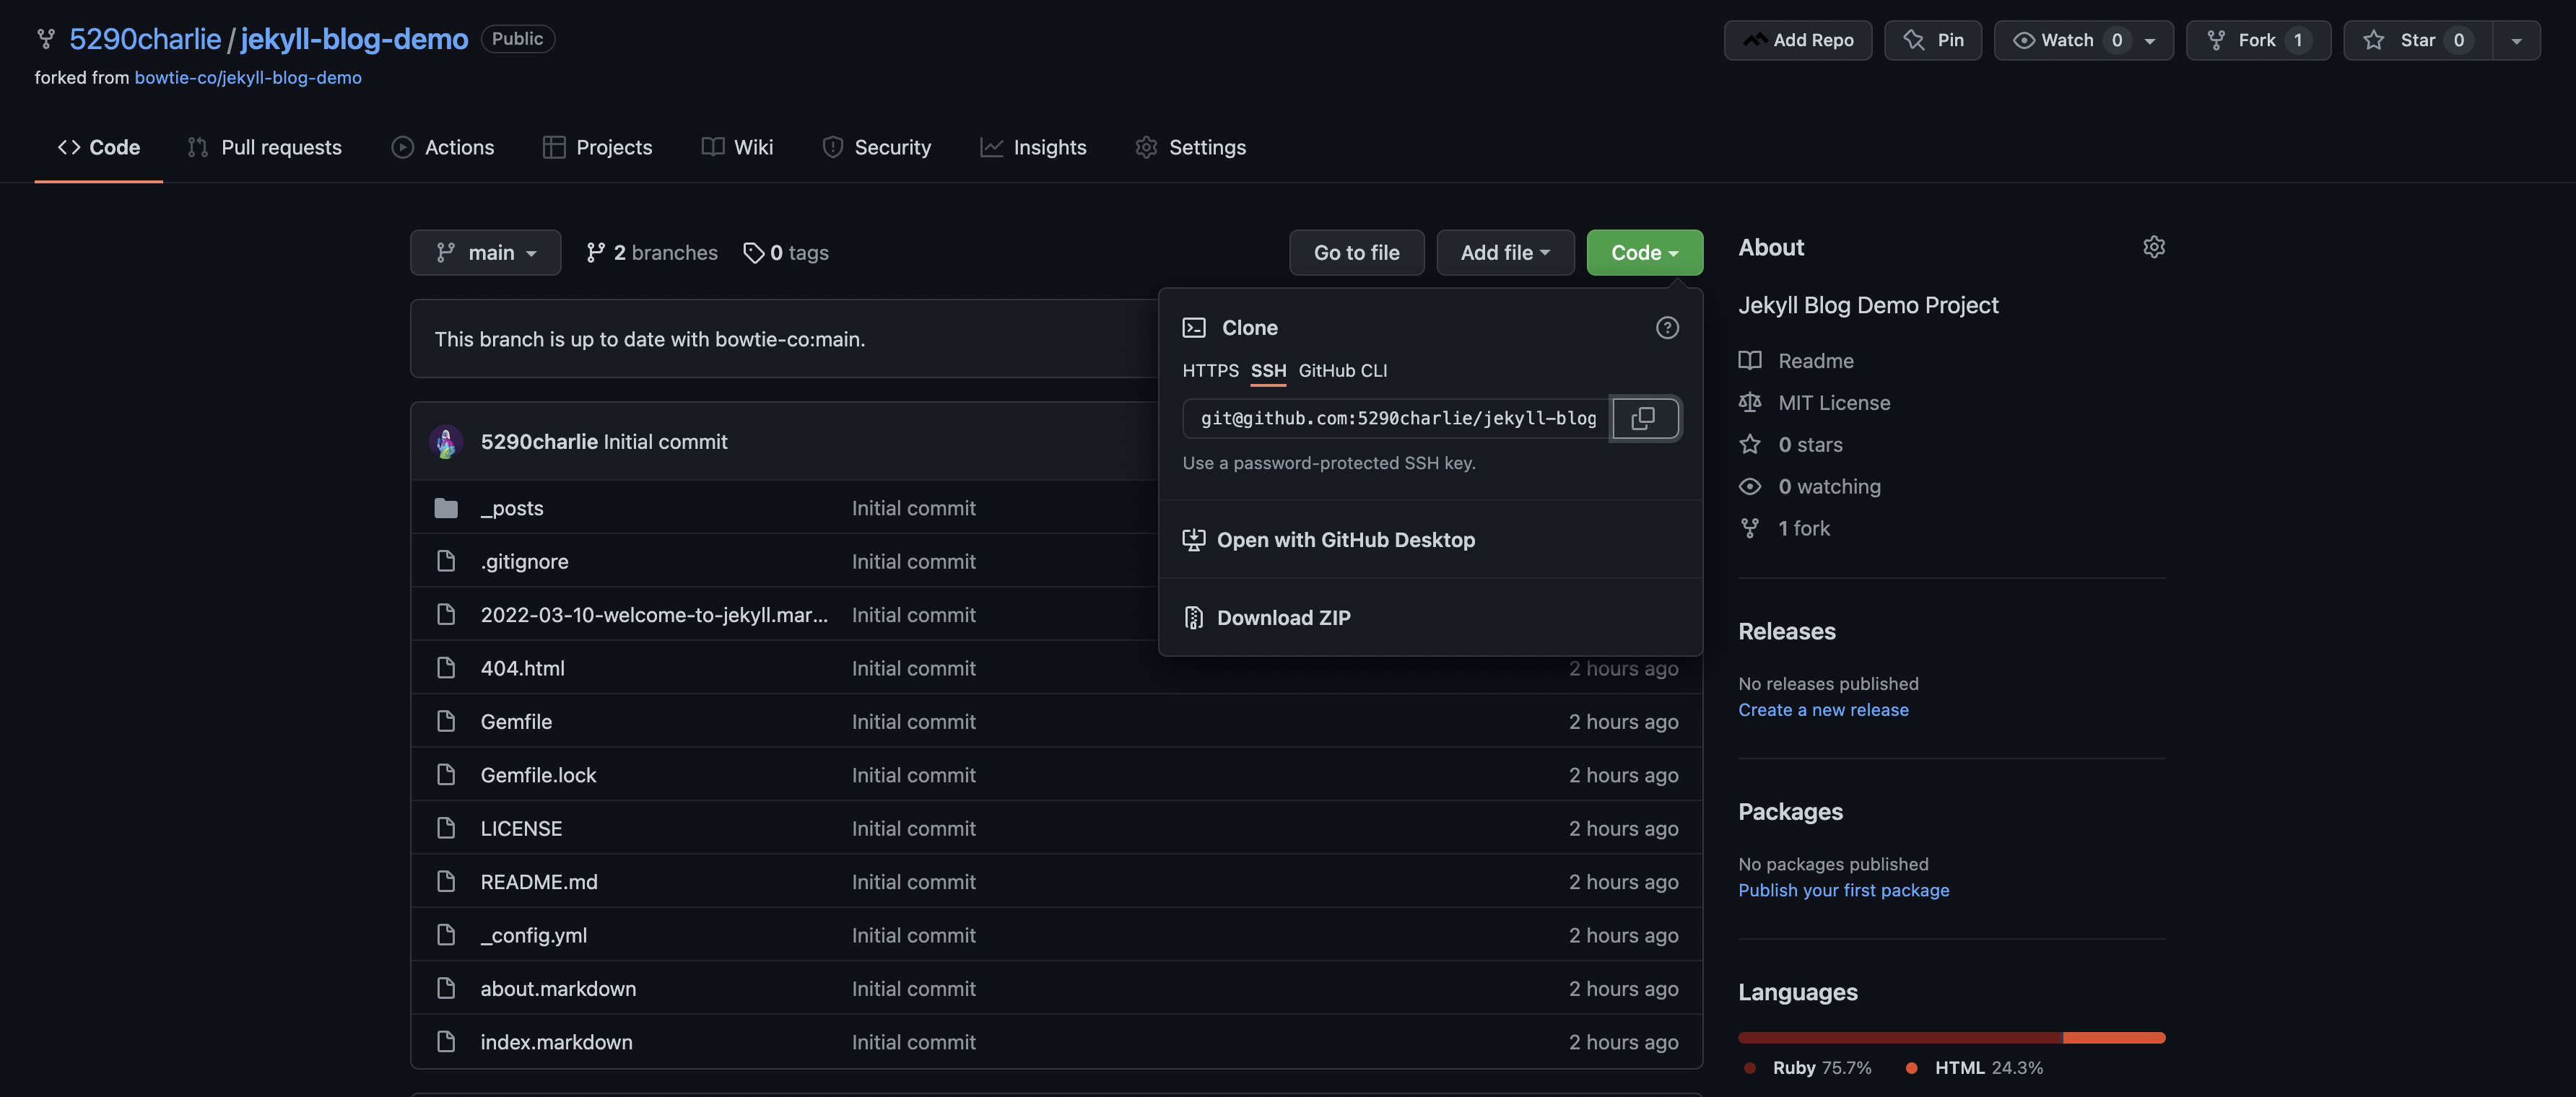 5290charlie / jekyll-blog-demo Public
Add Repo Pin Watch 0 Fork 1 Star 0
forked from bowtie-co/jekyll-blog-demo
Code Pull requests Actions Projects Wiki Security Insights Settings
main 2 branches 0 tags Go to file Add file Code
This branch is up to date with bowtie-co:main.
Clone
HTTPS SSH GitHub CLI
git@github.com:5290charlie/jekyll-blog
Use a password-protected SSH key.
Open with GitHub Desktop
Download ZIP
5290charlie Initial commit
_posts Initial commit
.gitignore Initial commit
2022-03-10-welcome-to-jekyll.mar... Initial commit
404.html Initial commit 2 hours ago
Gemfile Initial commit 2 hours ago
Gemfile.lock Initial commit 2 hours ago
LICENSE Initial commit 2 hours ago
README.md Initial commit 2 hours ago
_config.yml Initial commit 2 hours ago
about.markdown Initial commit 2 hours ago
index.markdown Initial commit 2 hours ago
About
Jekyll Blog Demo Project
Readme
MIT License
0 stars
0 watching
1 fork
Releases
No releases published
Create a new release
Packages
No packages published
Publish your first package
Languages
Ruby 75.7% HTML 24.3%